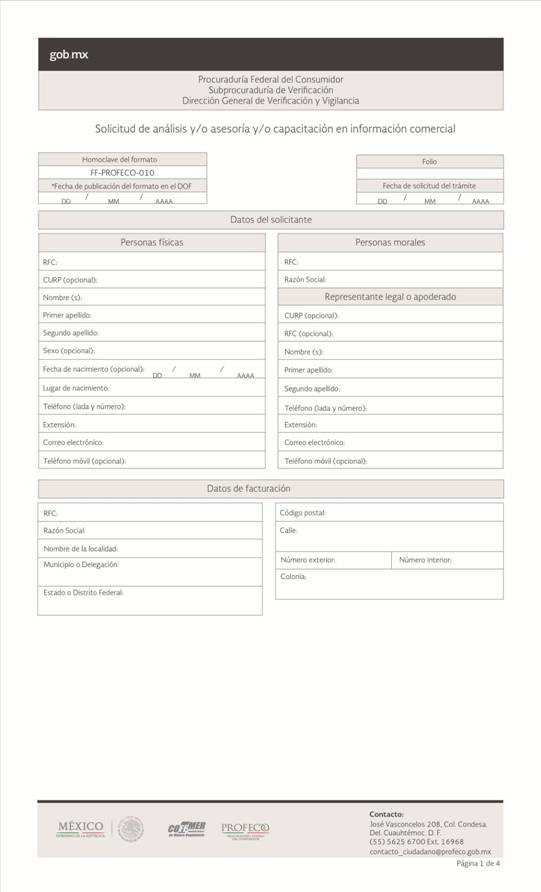 gob mx
Procuraduría Federal del Consumidor
Subprocuraduría de Verificación
Dirección General de Verificación y Vigilancia
Solicitud de análisis y/o asesoría y/o capacitación en información comercial
Homoclave del formato
FF-PROFECO-010
*Fecha de publicación del formato en el DOF
DD / MM / AAAA
Folio
Fecha de solicitud del trámite
DD / MM / AAAA
Datos del solicitante
Personas físicas
RFC:
CURP (opcional):
Nombre (s):
Primer apellido:
Segundo apellido:
Sexo (opcional):
Fecha de nacimiento (opcional): DD / MM / AAAA
Lugar de nacimiento:
Teléfono (lada y número):
Extensión:
Correo electrónico:
Teléfono móvil (opcional):
Personas morales
RFC:
Razón Social:
Representante legal o apoderado
CURP (opcional):
RFC (opcional):
Nombre (s):
Primer apellido:
Segundo apellido:
Teléfono (lada y número):
Extensión:
Correo electrónico:
Teléfono móvil (opcional):
Datos de facturación
RFC:
Razón Social:
Nombre de la localidad:
Municipio o Delegación:
Estado o Distrito Federal:
Código postal:
Calle:
Número exterior: Número interior:
Colonia:
MÉXICO
GOBIERNO DE LA REPÚBLICA
COFEMER
PROFECO
Contacto:
José Vasconcelos 208, Col. Condesa.
Del. Cuauhtémoc. D. F.
(55) 5625 6700 Ext. 16968
contacto_ciudadano@profeco.gob.mx
Página 1 de 4